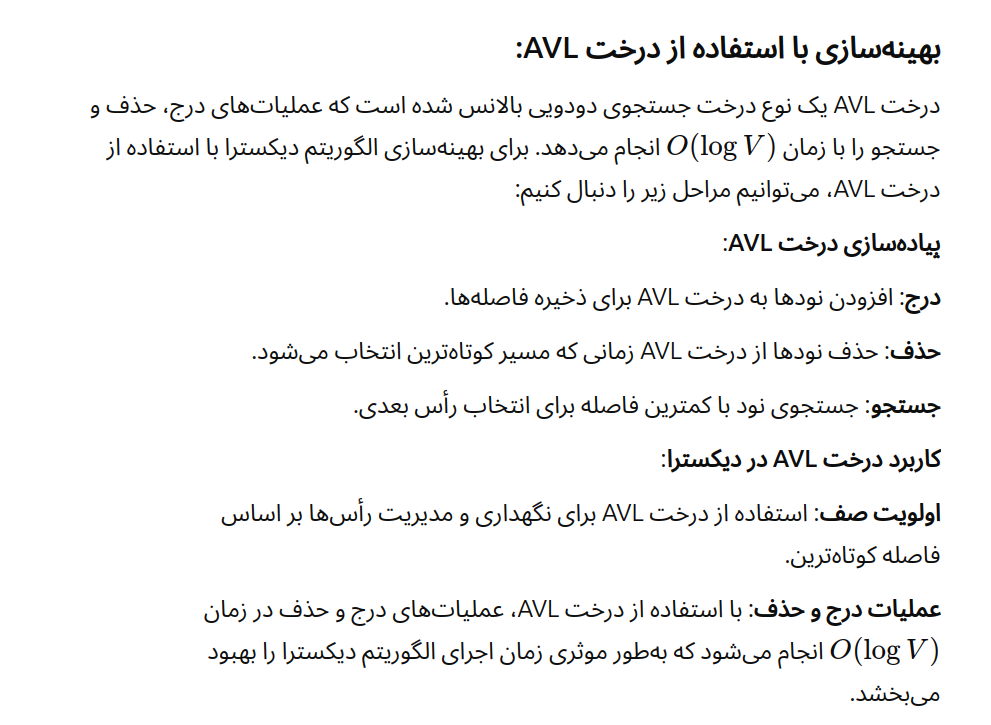 بهینه‌سازی با استفاده از درخت AVL:
درخت AVL یک نوع درخت جستجوی دودویی بالانس شده است که عملیات‌های درج، حذف و
جستجو را با زمان O(log V) انجام می‌دهد. برای بهینه‌سازی الگوریتم دیکسترا با استفاده از
درخت AVL، می‌توانیم مراحل زیر را دنبال کنیم:
پیاده‌سازی درخت AVL:
درج: افزودن نودها به درخت AVL برای ذخیره فاصله‌ها.
حذف: حذف نودها از درخت AVL زمانی که مسیر کوتاه‌ترین انتخاب می‌شود.
جستجو: جستجوی نود با کمترین فاصله برای انتخاب رأس بعدی.
کاربرد درخت AVL در دیکسترا:
اولویت صف: استفاده از درخت AVL برای نگهداری و مدیریت رأس‌ها بر اساس
فاصله کوتاه‌ترین.
عملیات درج و حذف: با استفاده از درخت AVL، عملیات‌های درج و حذف در زمان
O(log V) انجام می‌شود که به‌طور موثری زمان اجرای الگوریتم دیکسترا را بهبود
می‌بخشد.